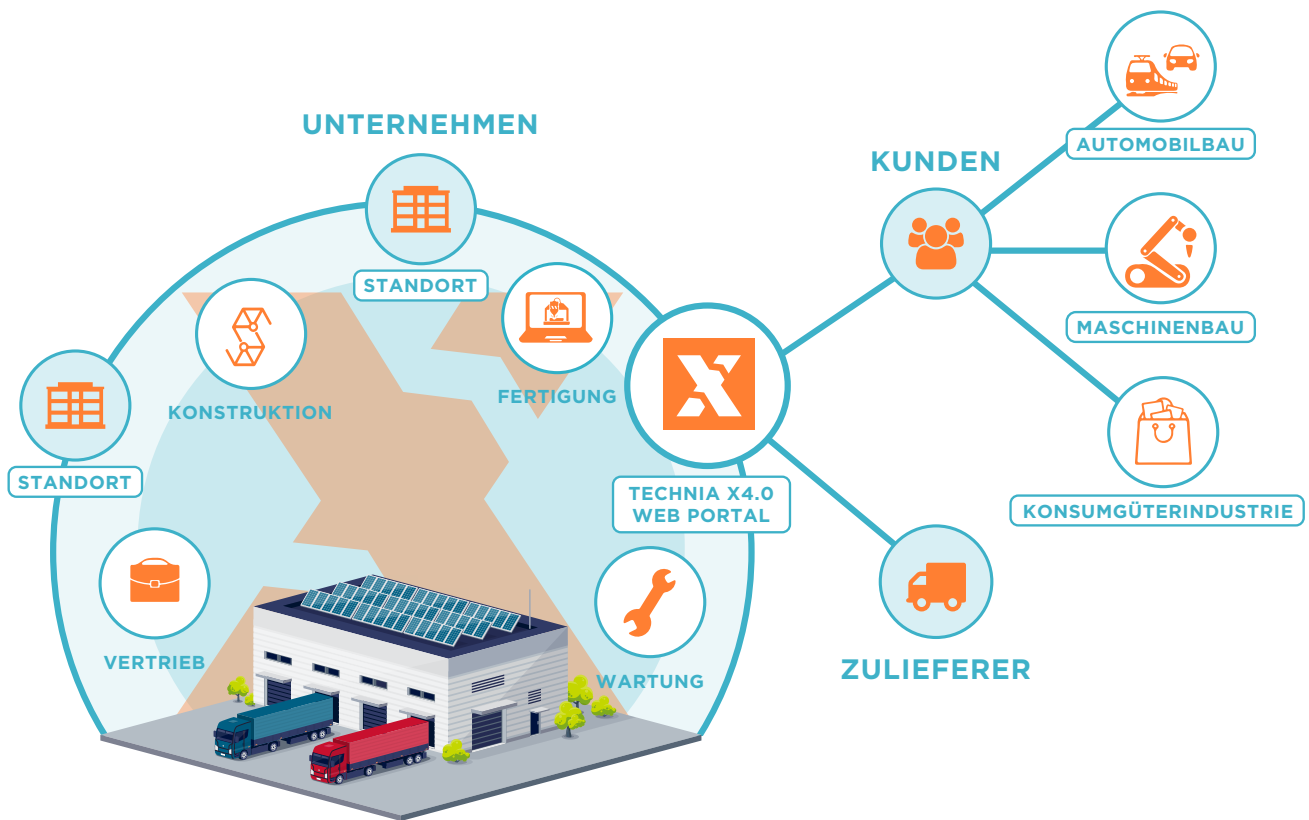 UNTERNEHMEN
STANDORT
KONSTRUKTION
FERTIGUNG
STANDORT
VERTRIEB
WARTUNG
TECHNIA X4.0
WEB PORTAL
KUNDEN
AUTOMOBILBAU
MASCHINENBAU
KONSUMGÜTERINDUSTRIE
ZULIEFERER